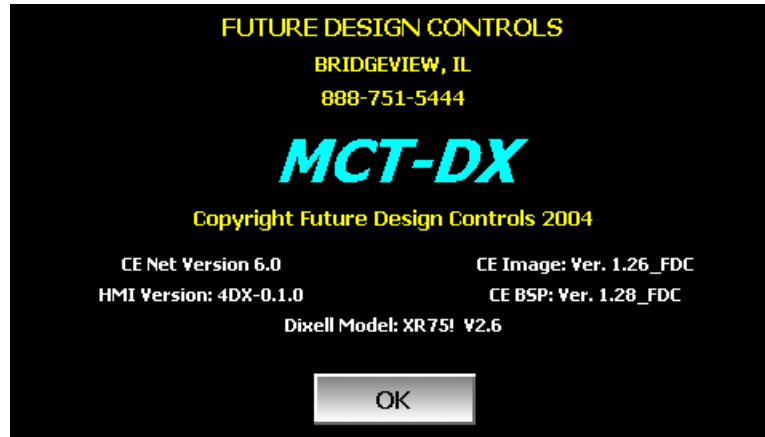 FUTURE DESIGN CONTROLS
BRIDGEVIEW, IL
888-751-5444
MCT-DX
Copyright Future Design Controls 2004
CE Net Version 6.0 CE Image: Ver. 1.26_FDC
HMI Version: 4DX-0.1.0 CE BSP: Ver. 1.28_FDC
Dixell Model: XR75! V2.6
OK